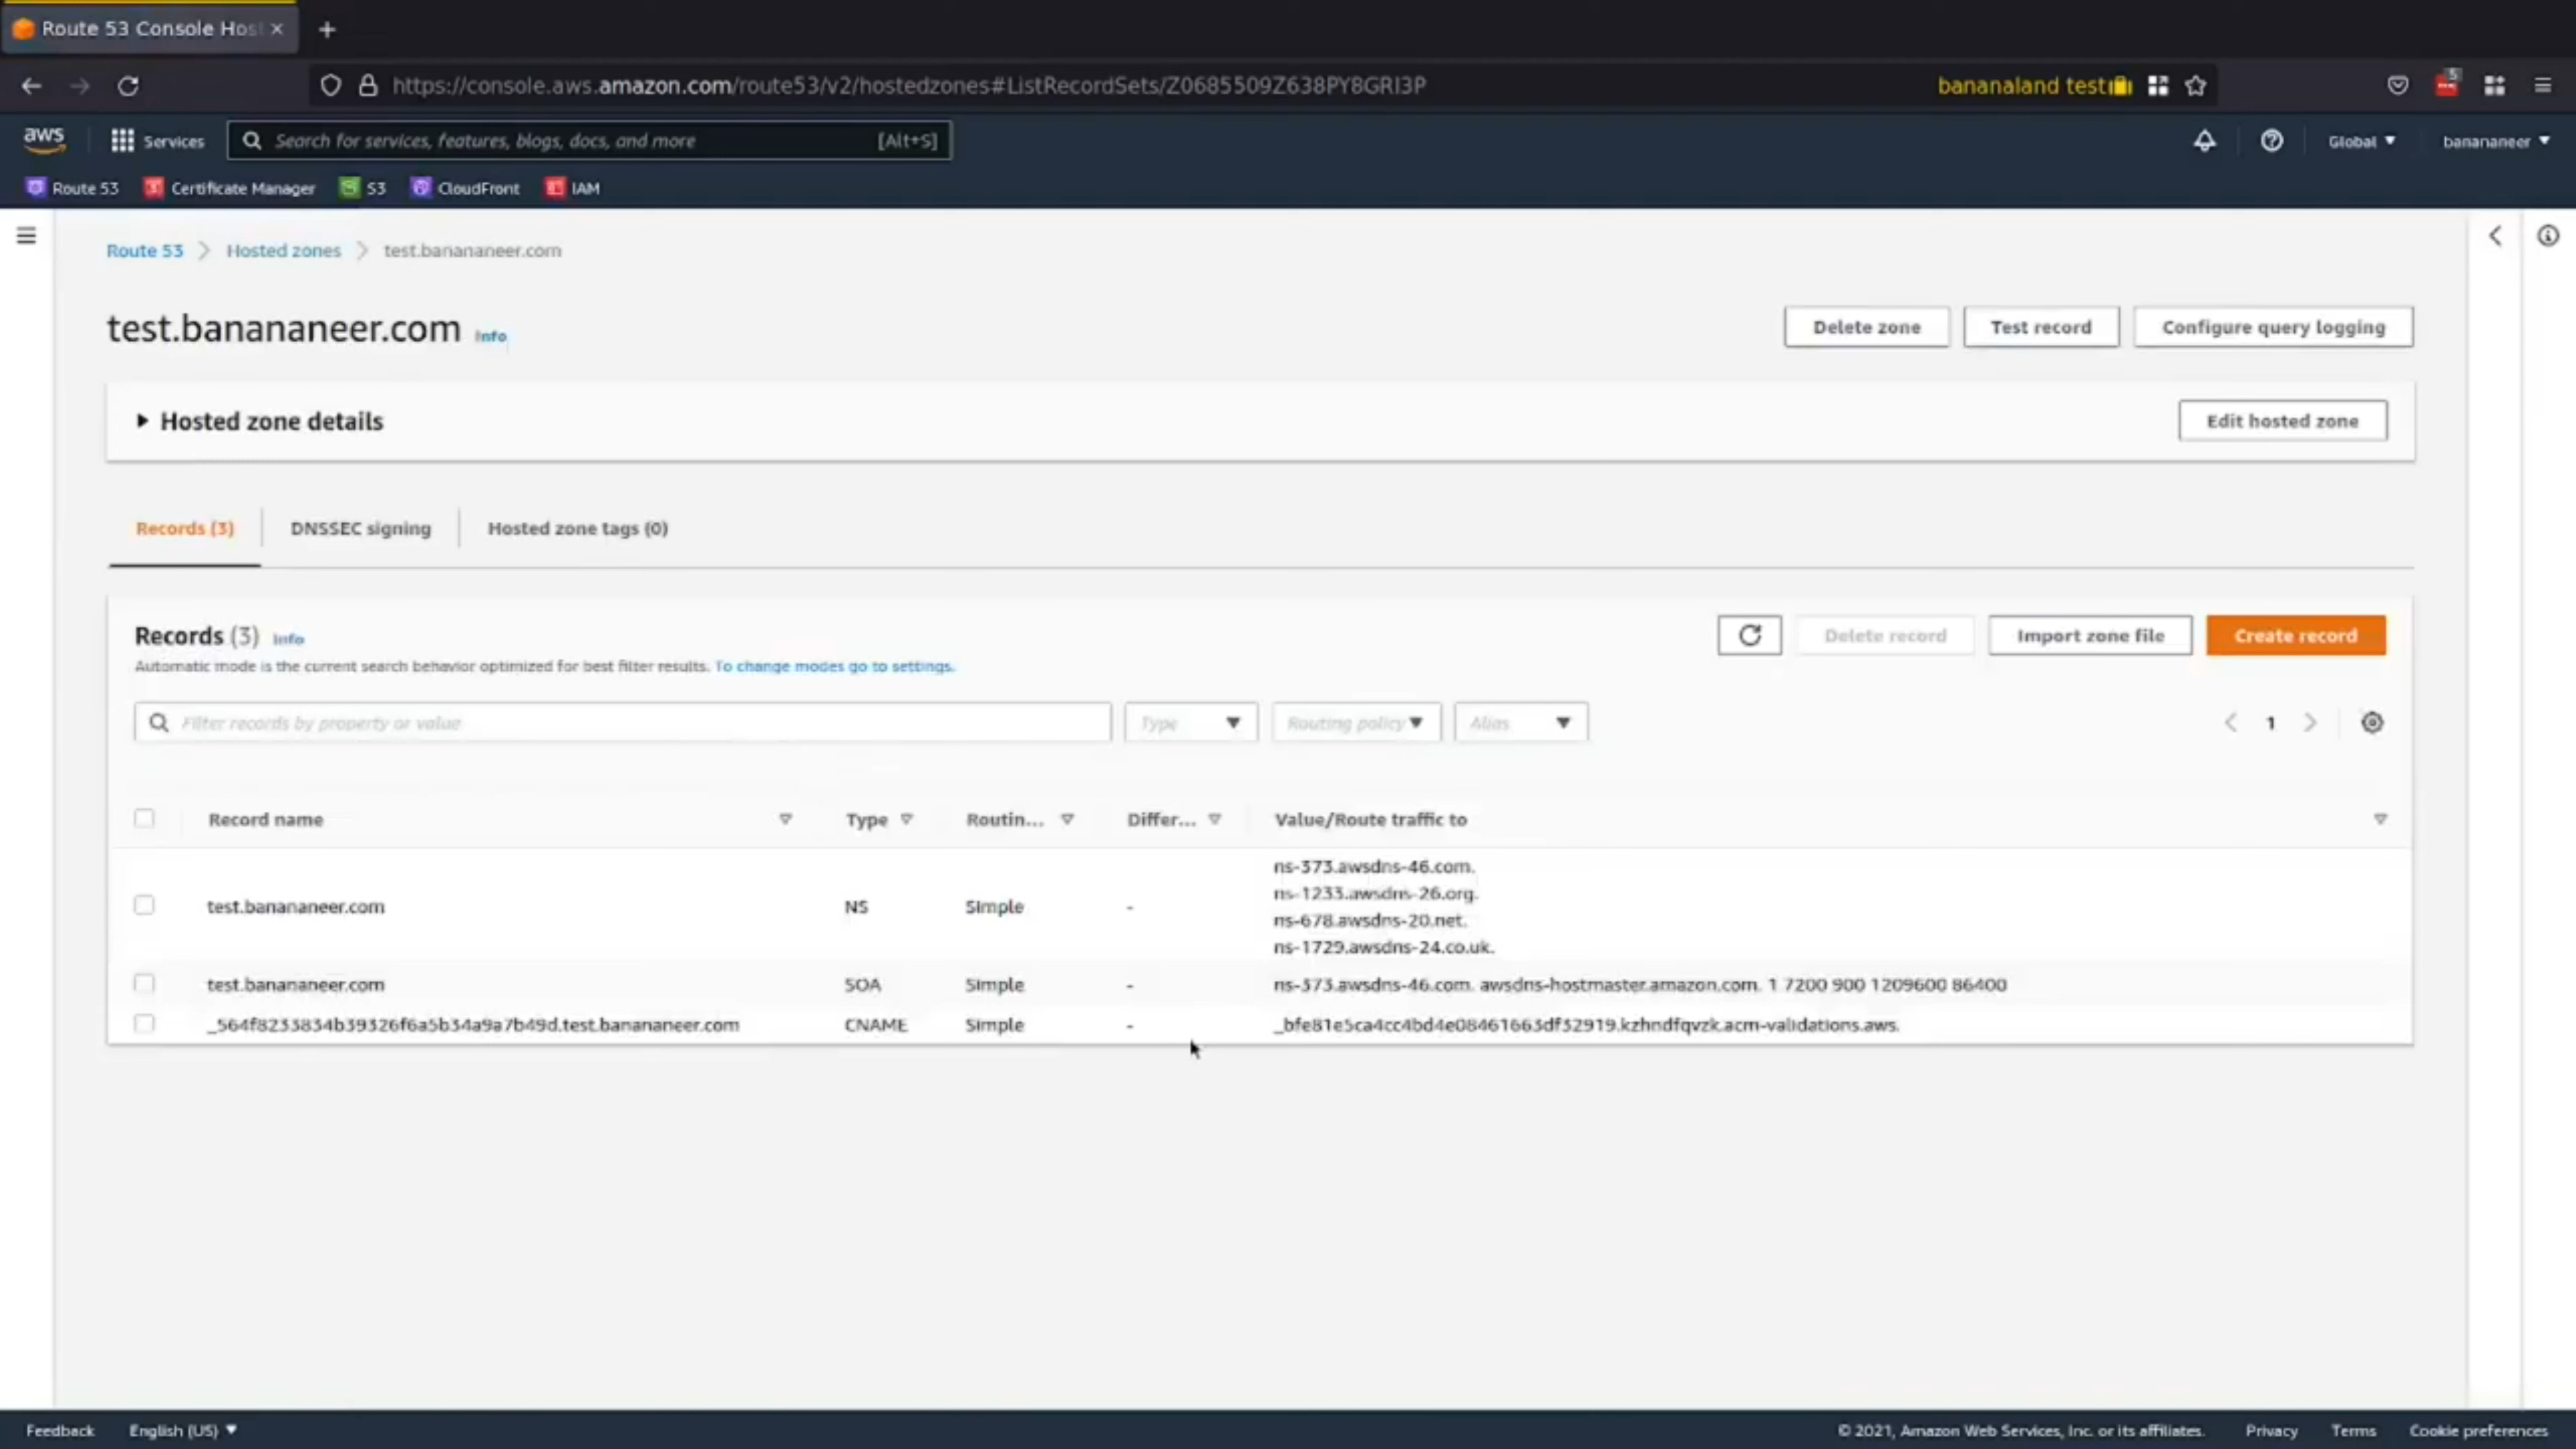 Route 53 Console Hos
https://console.aws.amazon.com/route53/v2/hostedzones#ListRecordSets/Z0685509Z638PY8GRI3P
bananaland test
5
aws
Services
Search for services, features, blogs, docs, and more
[Alt+S]
Global
banananeer
Route 53
Certificate Manager
S3
CloudFront
IAM
Route 53
Hosted zones
test.banananeer.com
test.banananeer.com Info
Delete zone
Test record
Configure query logging
Hosted zone details
Edit hosted zone
Records (3)
DNSSEC signing
Hosted zone tags (0)
Records (3) Info
Delete record
Import zone file
Create record
Automatic mode is the current search behavior optimized for best filter results. To change modes go to settings.
Filter records by property or value
Type
Routing policy
Alias
1
Record name
Type
Routin...
Differ...
Value/Route traffic to
test.banananeer.com
NS
Simple
-
ns-373.awsdns-46.com.
ns-1233.awsdns-26.org.
ns-678.awsdns-20.net.
ns-1729.awsdns-24.co.uk.
test.banananeer.com
SOA
Simple
-
ns-373.awsdns-46.com. awsdns-hostmaster.amazon.com. 1 7200 900 1209600 86400
_564f8233834b39326f6a5b34a9a7b49d.test.banananeer.com
CNAME
Simple
-
_bfe81e5ca4cc4bd4e08461663df32919.kzhndfqvzk.acm-validations.aws.
Feedback
English (US)
© 2021, Amazon Web Services, Inc. or its affiliates.
Privacy
Terms
Cookie preferences